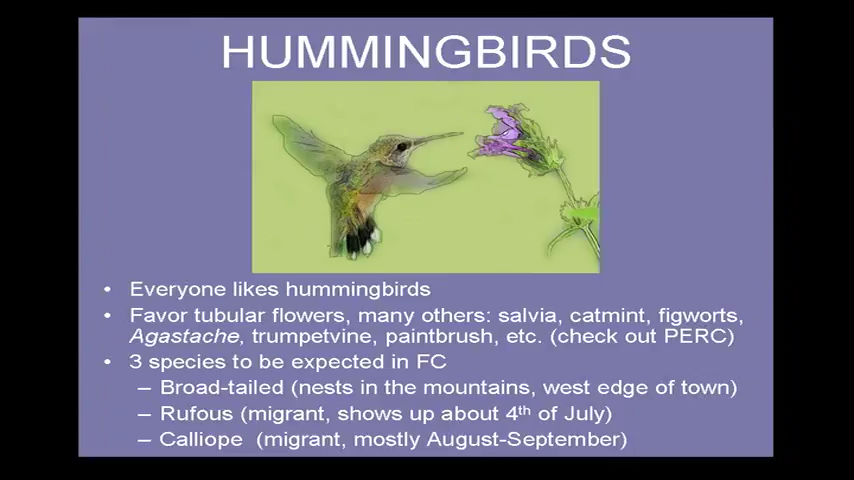 HUMMINGBIRDS
• Everyone likes hummingbirds
• Favor tubular flowers, many others: salvia, catmint, figworts,
Agastache, trumpetvine, paintbrush, etc. (check out PERC)
• 3 species to be expected in FC
– Broad-tailed (nests in the mountains, west edge of town)
– Rufous (migrant, shows up about 4th of July)
– Calliope (migrant, mostly August-September)